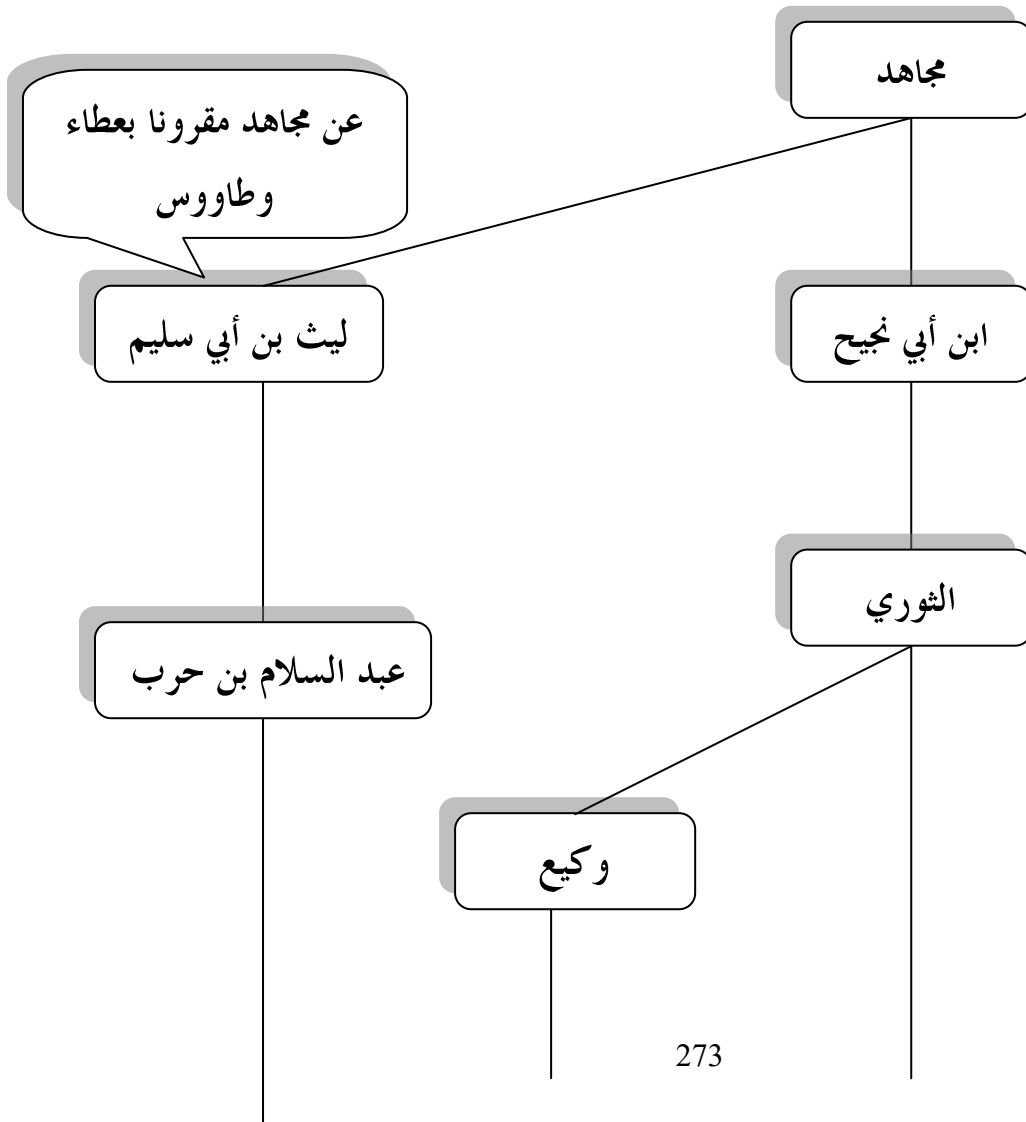 مجاهد
عن مجاهد مقرونا بعطاء
وطاووس
ابن أبي نجيح
ليث بن أبي سليم
الثوري
عبد السلام بن حرب
وكيع
273